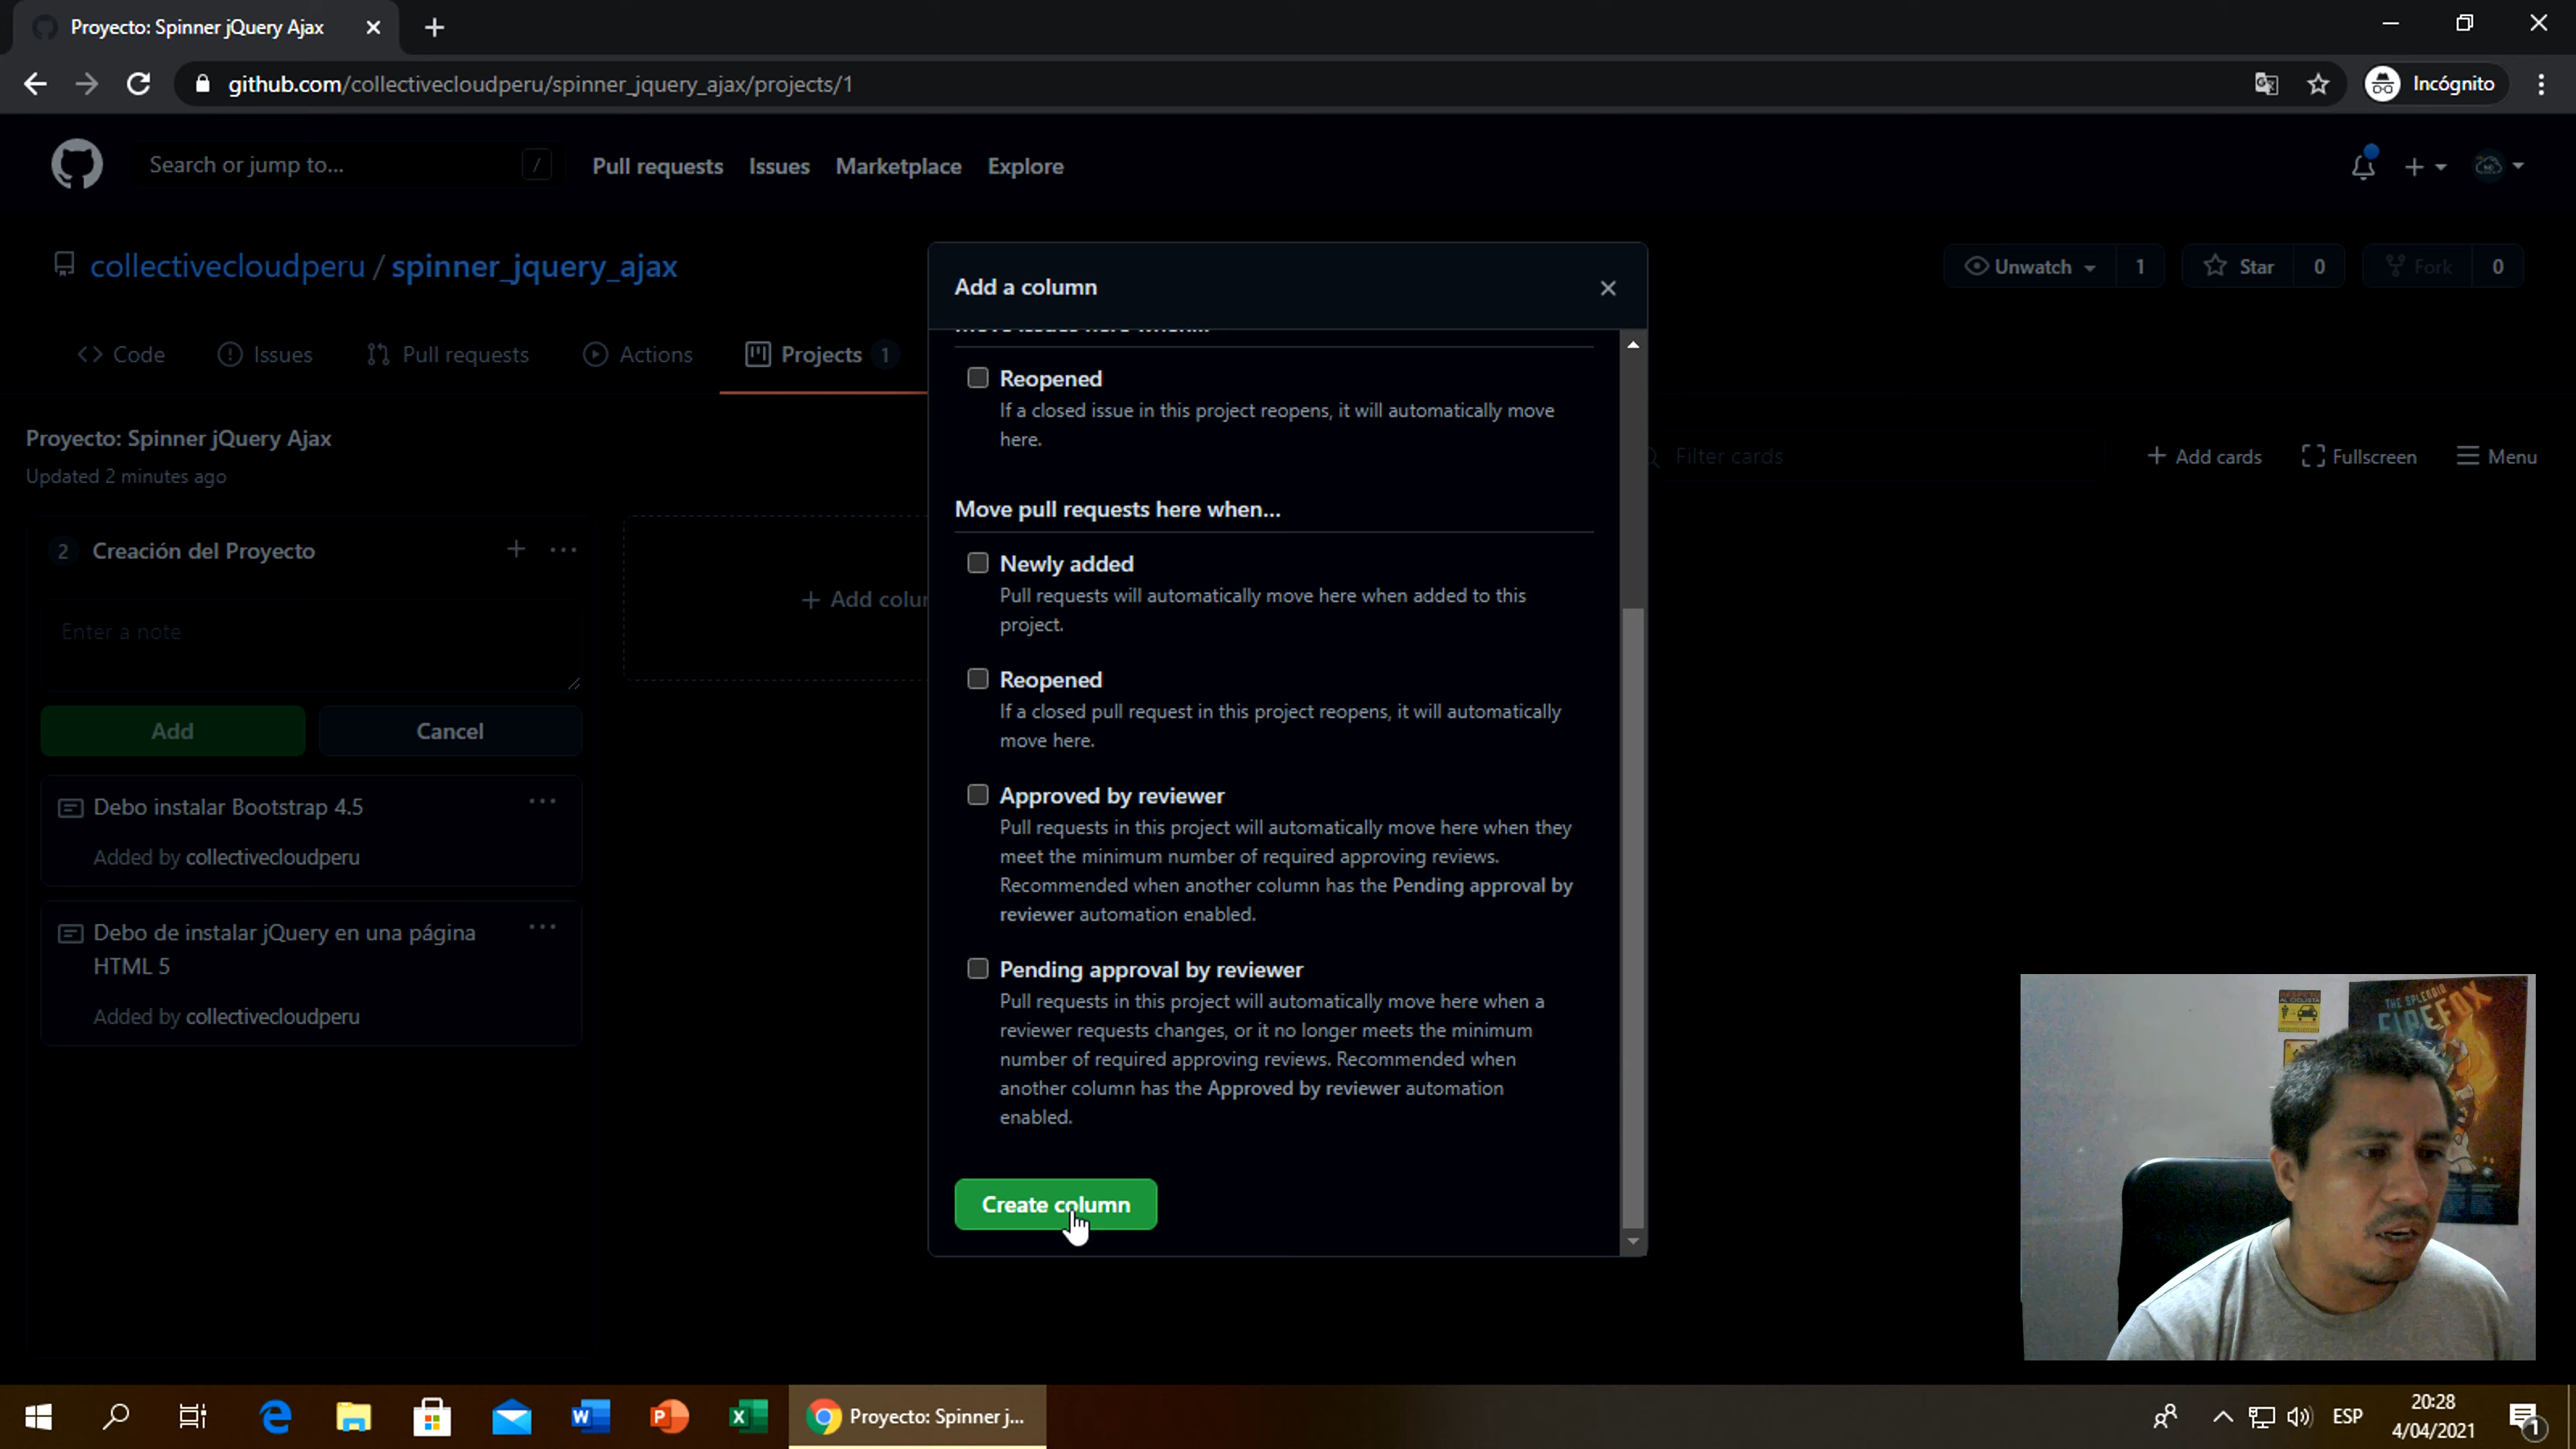 Proyecto: Spinner jQuery Ajax
github.com/collectivecloudperu/spinner_jquery_ajax/projects/1
Incógnito
Search or jump to...
/
Pull requests
Issues
Marketplace
Explore
collectivecloudperu / spinner_jquery_ajax
Unwatch
1
Star
0
Fork
0
Code
Issues
Pull requests
Actions
Projects
1
Proyecto: Spinner jQuery Ajax
Updated 2 minutes ago
Filter cards
Add cards
Fullscreen
Menu
2
Creación del Proyecto
Enter a note
Add
Cancel
Debo instalar Bootstrap 4.5
Added by collectivecloudperu
Debo de instalar jQuery en una página
HTML 5
Added by collectivecloudperu
Add a column
Reopened
If a closed issue in this project reopens, it will automatically move
here.
Move pull requests here when...
Newly added
Pull requests will automatically move here when added to this
project.
Reopened
If a closed pull request in this project reopens, it will automatically
move here.
Approved by reviewer
Pull requests in this project will automatically move here when they
meet the minimum number of required approving reviews.
Recommended when another column has the Pending approval by
reviewer automation enabled.
Pending approval by reviewer
Pull requests in this project will automatically move here when a
reviewer requests changes, or it no longer meets the minimum
number of required approving reviews. Recommended when
another column has the Approved by reviewer automation
enabled.
Create column
THE SPLENDID
FIREFOX
Proyecto: Spinner j...
ESP
20:28
4/04/2021
1